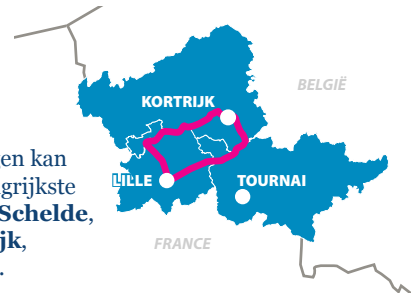 BELGIË
KORTRIJK
en kan
grijkste
Schelde,
LILLE
TOURNAI
jk,
FRANCE